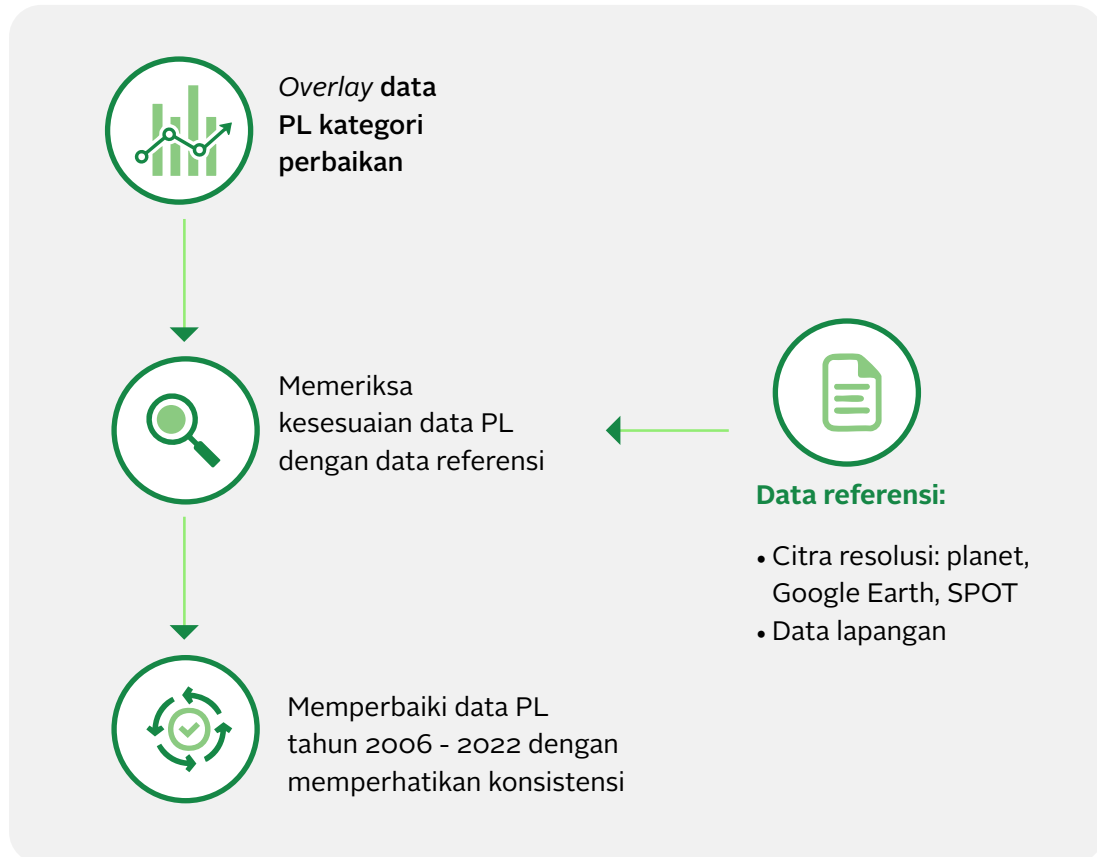 Overlay data
PL kategori
perbaikan
Memeriksa
kesesuaian data PL
dengan data referensi
Data referensi:
• Citra resolusi: planet,
Google Earth, SPOT
• Data lapangan
Memperbaiki data PL
tahun 2006 - 2022 dengan
memperhatikan konsistensi